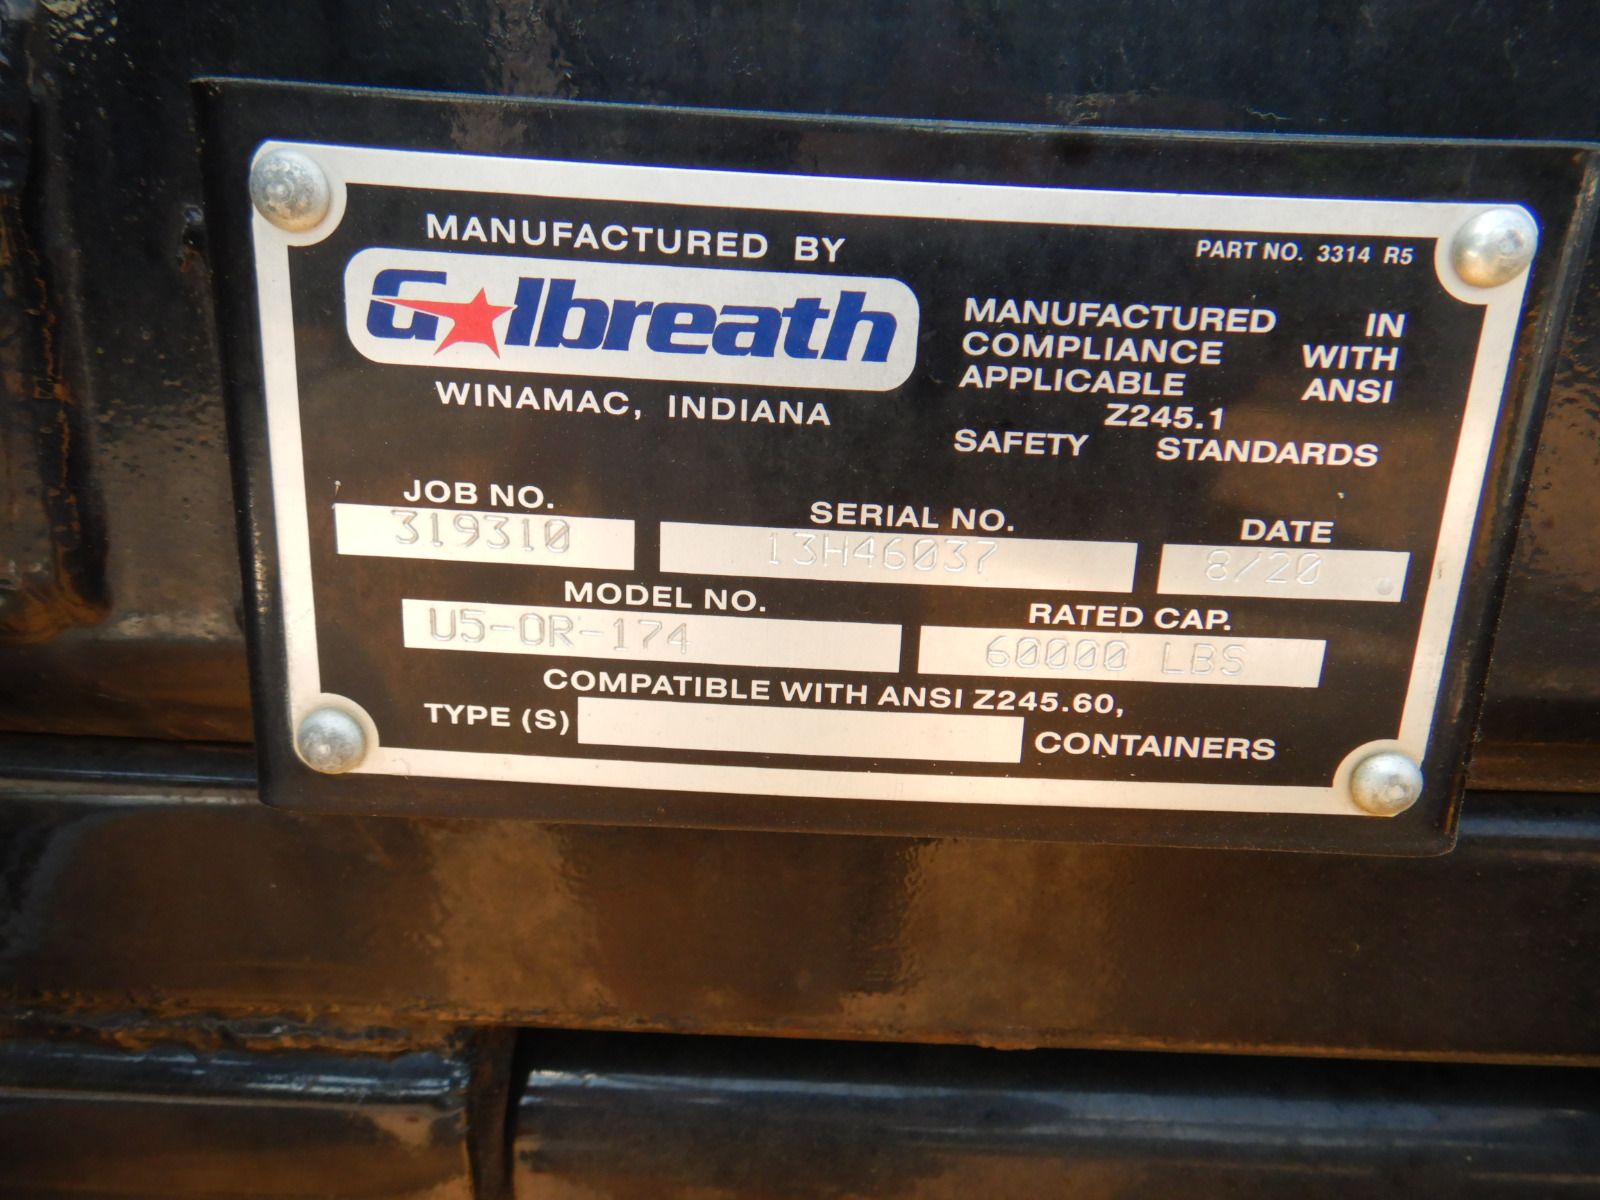 MANUFACTURED BY
Galbreath
WINAMAC, INDIANA
PART NO. 3314 R5
MANUFACTURED IN
COMPLIANCE WITH
APPLICABLE ANSI
Z245.1
SAFETY STANDARDS
JOB NO.
319310
SERIAL NO.
13H46037
DATE
8/20
MODEL NO.
U5-OR-174
RATED CAP.
60000 LBS
COMPATIBLE WITH ANSI Z245.60,
TYPE (S) CONTAINERS